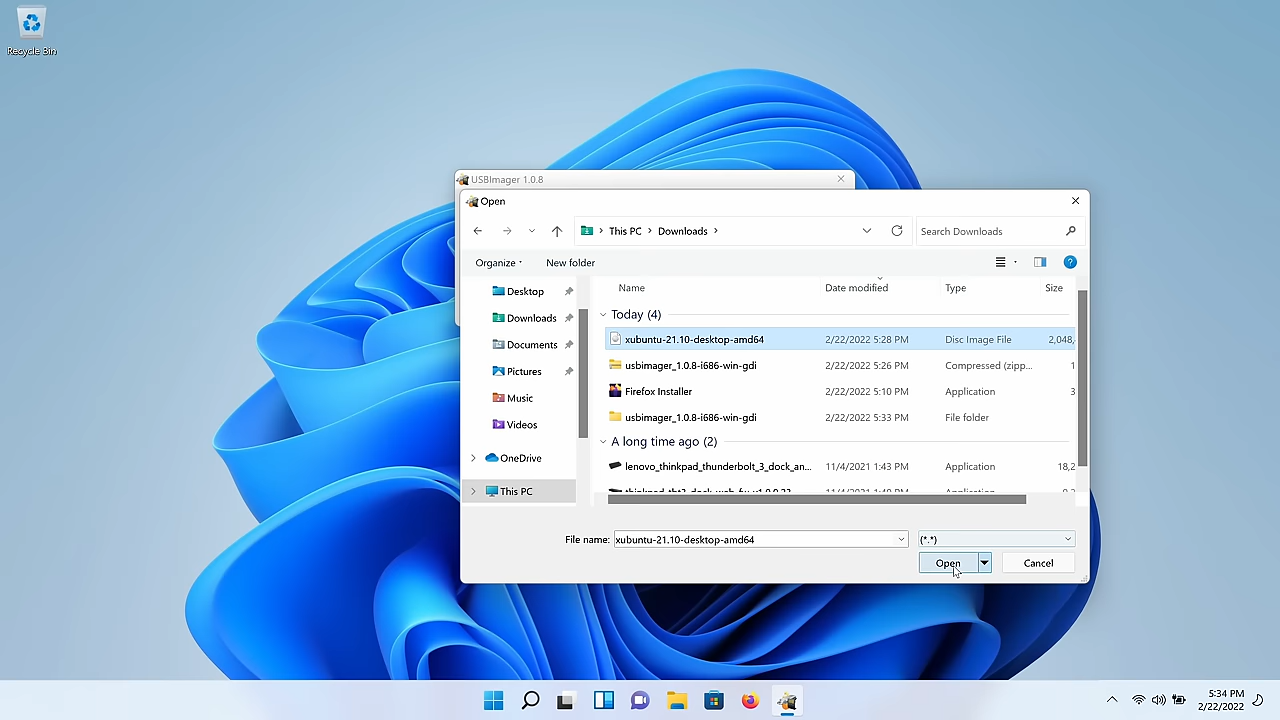 Recycle Bin
USBImager 1.0.8
Open
This PC
Downloads
Search Downloads
Organize
New folder
Name Date modified Type Size
Desktop
Downloads
Documents
Pictures
Music
Videos
OneDrive
This PC
Today (4)
xubuntu-21.10-desktop-amd64 2/22/2022 5:28 PM Disc Image File 2,048,
usbimager_1.0.8-i686-win-gdi 2/22/2022 5:26 PM Compressed (zipp... 1
Firefox Installer 2/22/2022 5:10 PM Application 3
usbimager_1.0.8-i686-win-gdi 2/22/2022 5:33 PM File folder
A long time ago (2)
lenovo_thinkpad_thunderbolt_3_dock_an... 11/4/2021 1:43 PM Application 18,2
File name: xubuntu-21.10-desktop-amd64 (*.*)
Open Cancel
5:34 PM
2/22/2022